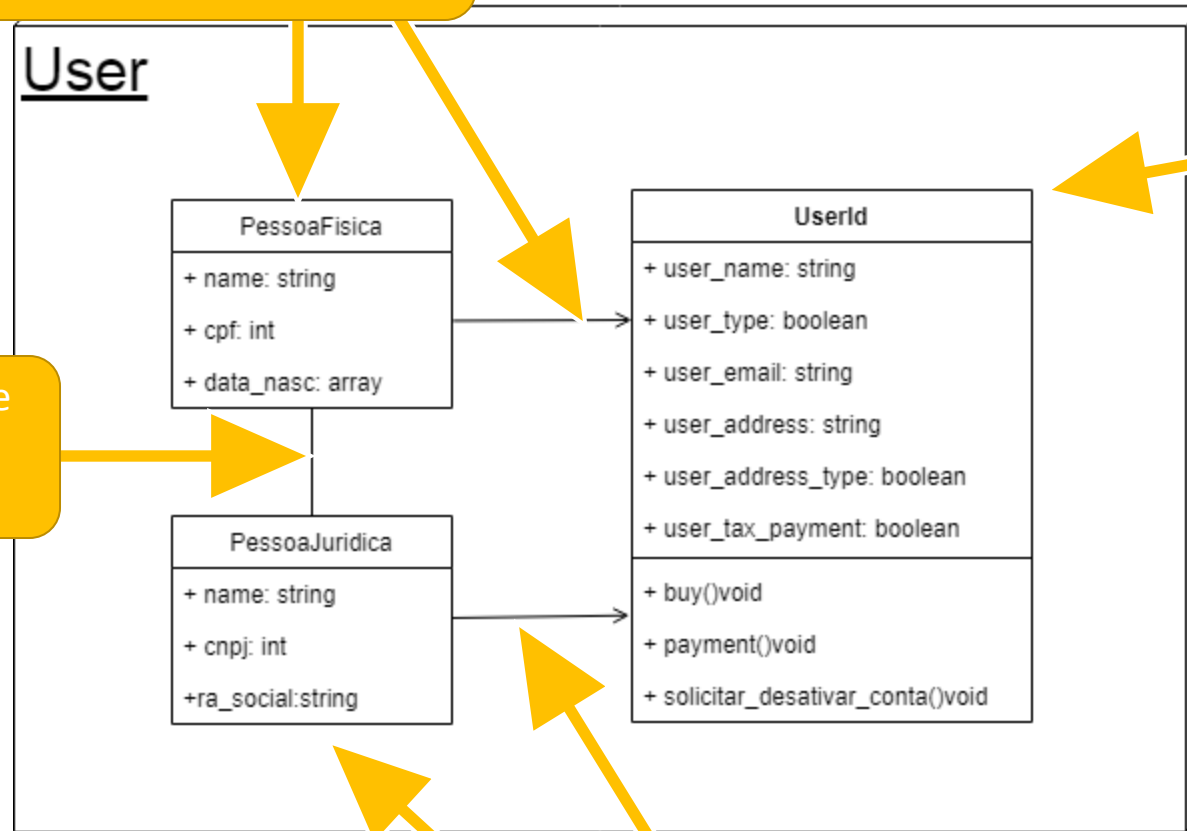 User
PessoaFisica
+ name: string
+ cpf: int
+ data_nasc: array
PessoaJuridica
+ name: string
+ cnpj: int
+ra_social:string
UserId
+ user_name: string
+ user_type: boolean
+ user_email: string
+ user_address: string
+ user_address_type: boolean
+ user_tax_payment: boolean
+ buy()void
+ payment()void
+ solicitar_desativar_conta()void